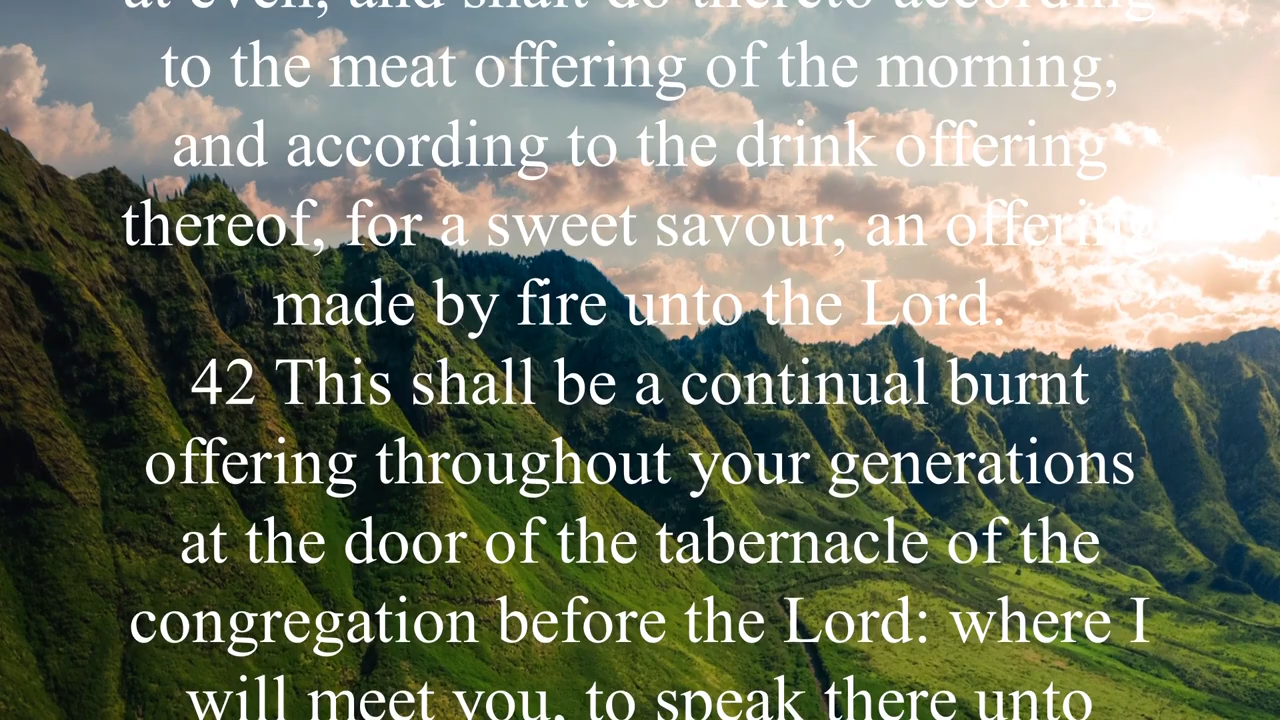 at even, and shalt do thereto according
to the meat offering of the morning,
and according to the drink offering
thereof, for a sweet savour, an offering
made by fire unto the Lord.
42 This shall be a continual burnt
offering throughout your generations
at the door of the tabernacle of the
congregation before the Lord: where I
will meet you, to speak there unto